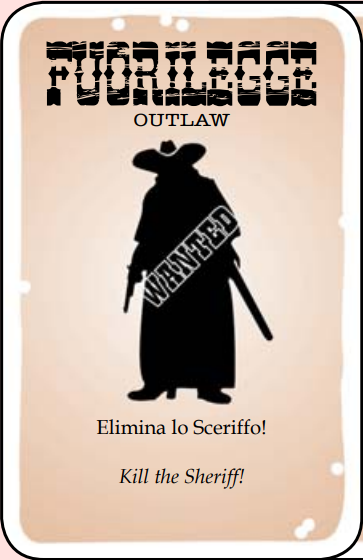 FUORILEGGE
OUTLAW
WANTED
Elimina lo Sceriffo!
Kill the Sheriff!